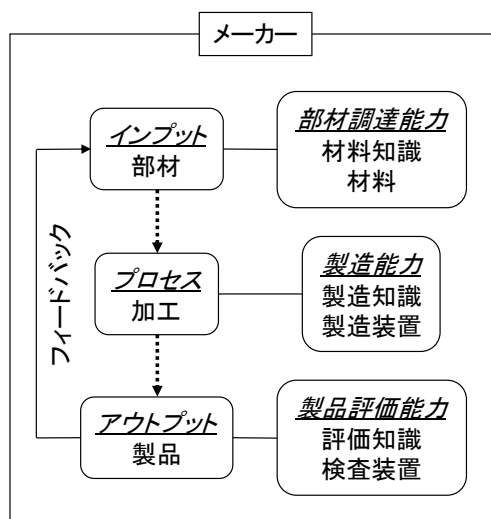 メーカー
インプット
部材
部材調達能力
材料知識
材料
フィードバック
プロセス
加工
製造能力
製造知識
製造装置
アウトプット
製品
製品評価能力
評価知識
検査装置